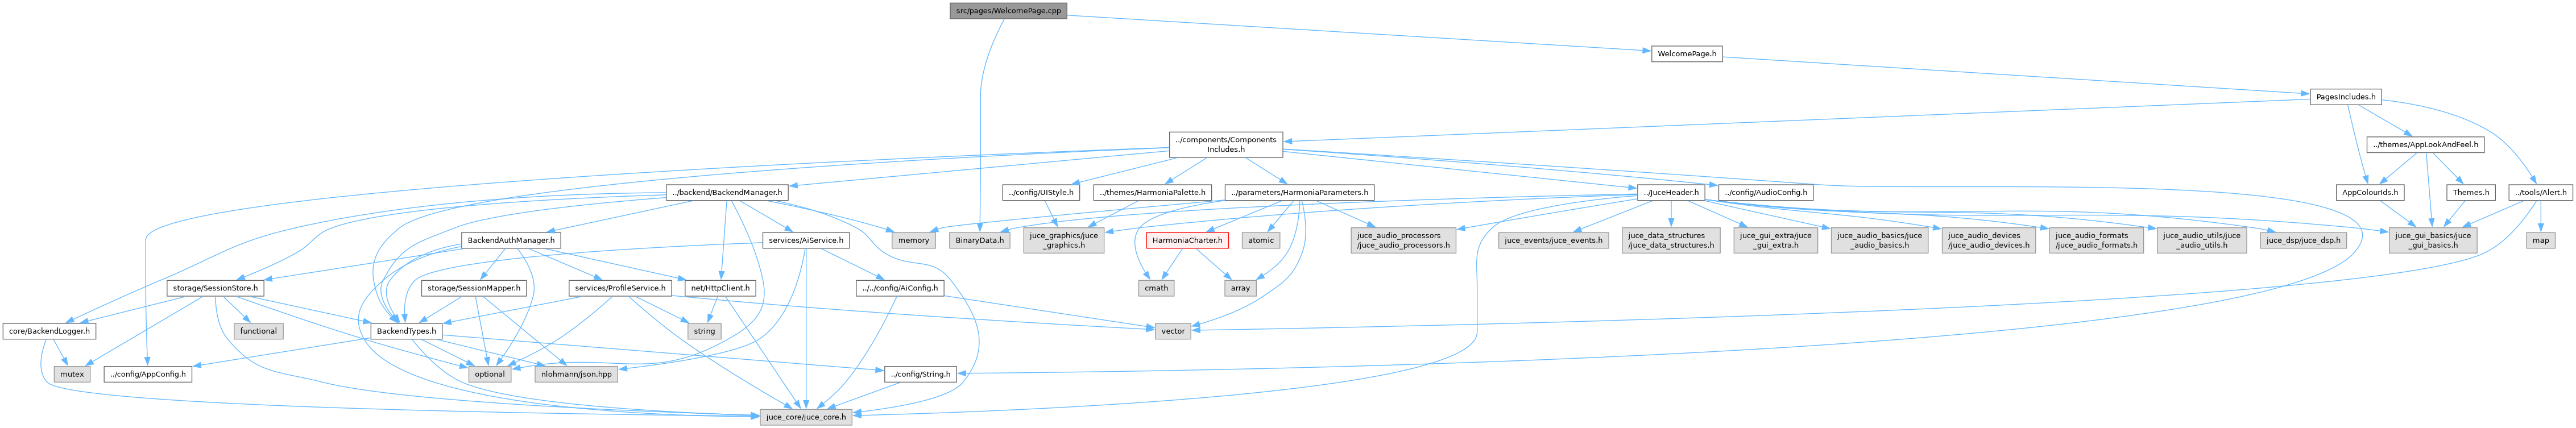 src/pages/WelcomePage.cpp
WelcomePage.h
PagesIncludes.h
../components/Components
Includes.h
../themes/AppLookAndFeel.h
../backend/BackendManager.h
../config/UIStyle.h
../themes/HarmoniaPalette.h
../parameters/HarmoniaParameters.h
../JuceHeader.h
../config/AudioConfig.h
AppColourIds.h
Themes.h
../tools/Alert.h
BackendAuthManager.h
services/AiService.h
memory
BinaryData.h
juce_graphics/juce
_graphics.h
HarmoniaCharter.h
atomic
juce_audio_processors
/juce_audio_processors.h
juce_events/juce_events.h
juce_data_structures
/juce_data_structures.h
juce_gui_extra/juce
_gui_extra.h
juce_audio_basics/juce
_audio_basics.h
juce_audio_devices
/juce_audio_devices.h
juce_audio_formats
/juce_audio_formats.h
juce_audio_utils/juce
_audio_utils.h
juce_dsp/juce_dsp.h
juce_gui_basics/juce
_gui_basics.h
map
storage/SessionStore.h
storage/SessionMapper.h
services/ProfileService.h
net/HttpClient.h
../../config/AiConfig.h
cmath
array
core/BackendLogger.h
functional
BackendTypes.h
string
vector
mutex
../config/AppConfig.h
optional
nlohmann/json.hpp
../config/String.h
juce_core/juce_core.h